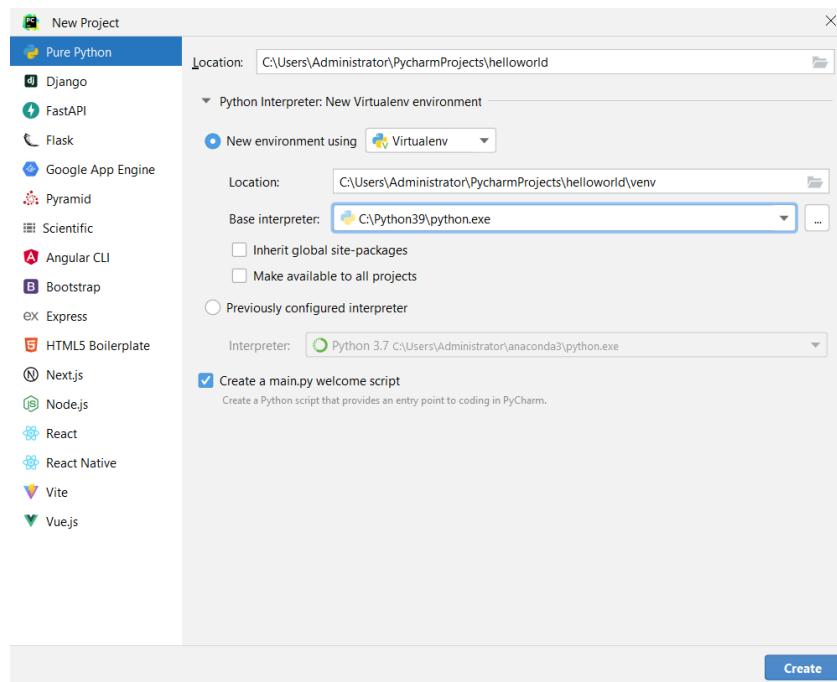 New Project
Pure Python
Django
FastAPI
Flask
Google App Engine
Pyramid
Scientific
Angular CLI
Bootstrap
Express
HTML5 Boilerplate
Next.js
Node.js
React
React Native
Vite
Vue.js
Location: C:\Users\Administrator\PycharmProjects\helloworld
Python Interpreter: New Virtualenv environment
New environment using Virtualenv
Location: C:\Users\Administrator\PycharmProjects\helloworld\venv
Base interpreter: C:\Python39\python.exe ...
Inherit global site-packages
Make available to all projects
Previously configured interpreter
Interpreter: Python 3.7 C:\Users\Administrator\anaconda3\python.exe
Create a main.py welcome script
Create a Python script that provides an entry point to coding in PyCharm.
Create